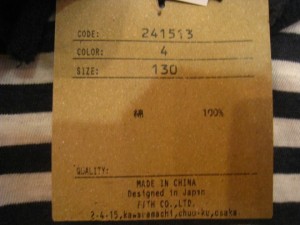 CODE: 241513
COLOR: 4
SIZE: 130
綿 100%
QUALITY:
MADE IN CHINA
Designed in Japan
FITH CO.,LTD.
2-4-15,kawaramachi,chuu-ku,osaka